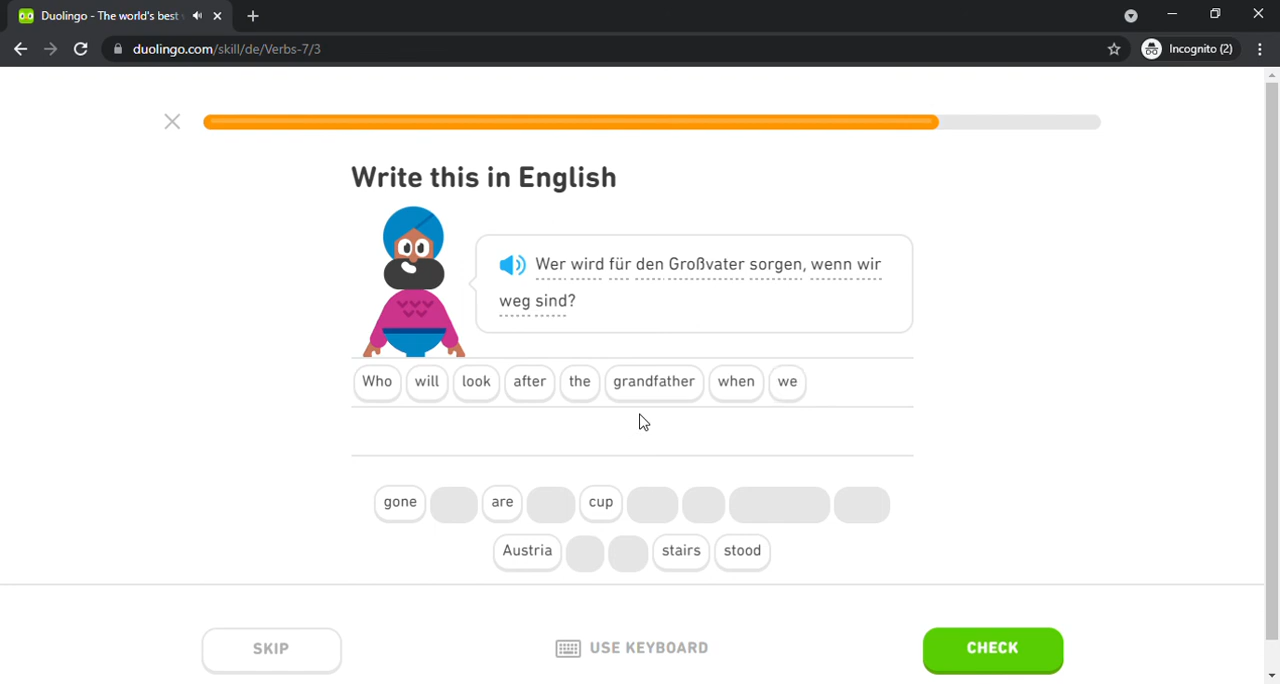 Duolingo - The world's best
duolingo.com/skill/de/Verbs-7/3
Incognito (2)
Write this in English
Wer wird für den Großvater sorgen, wenn wir
weg sind?
Who will look after the grandfather when we
gone are cup
Austria stairs stood
SKIP
USE KEYBOARD
CHECK